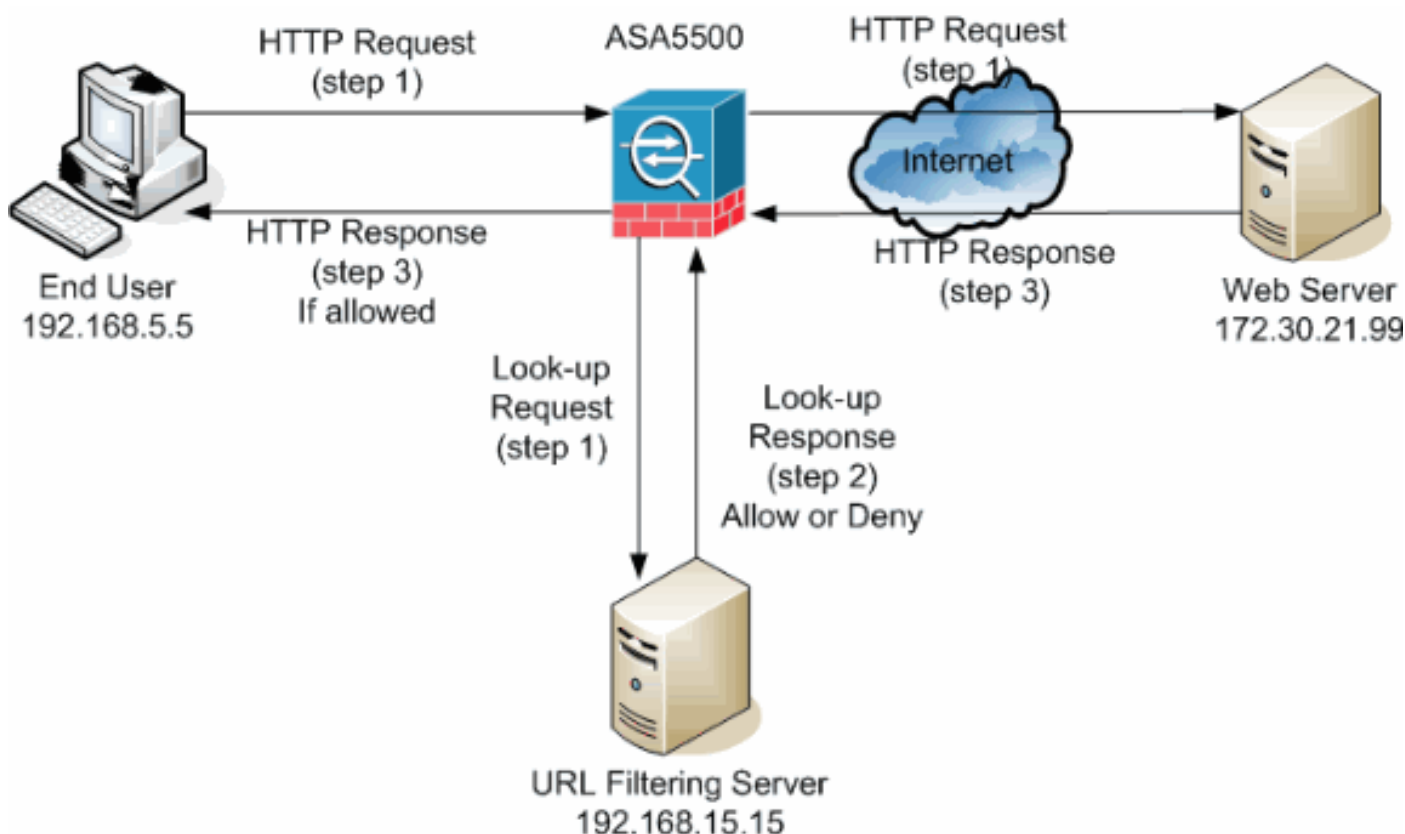 HTTP Request
(step 1)
ASA5500
HTTP Request
(step 1)
Internet
HTTP Response
(step 3)
If allowed
HTTP Response
(step 3)
End User
192.168.5.5
Web Server
172.30.21.99
Look-up
Request
(step 1)
Look-up
Response
(step 2)
Allow or Deny
URL Filtering Server
192.168.15.15